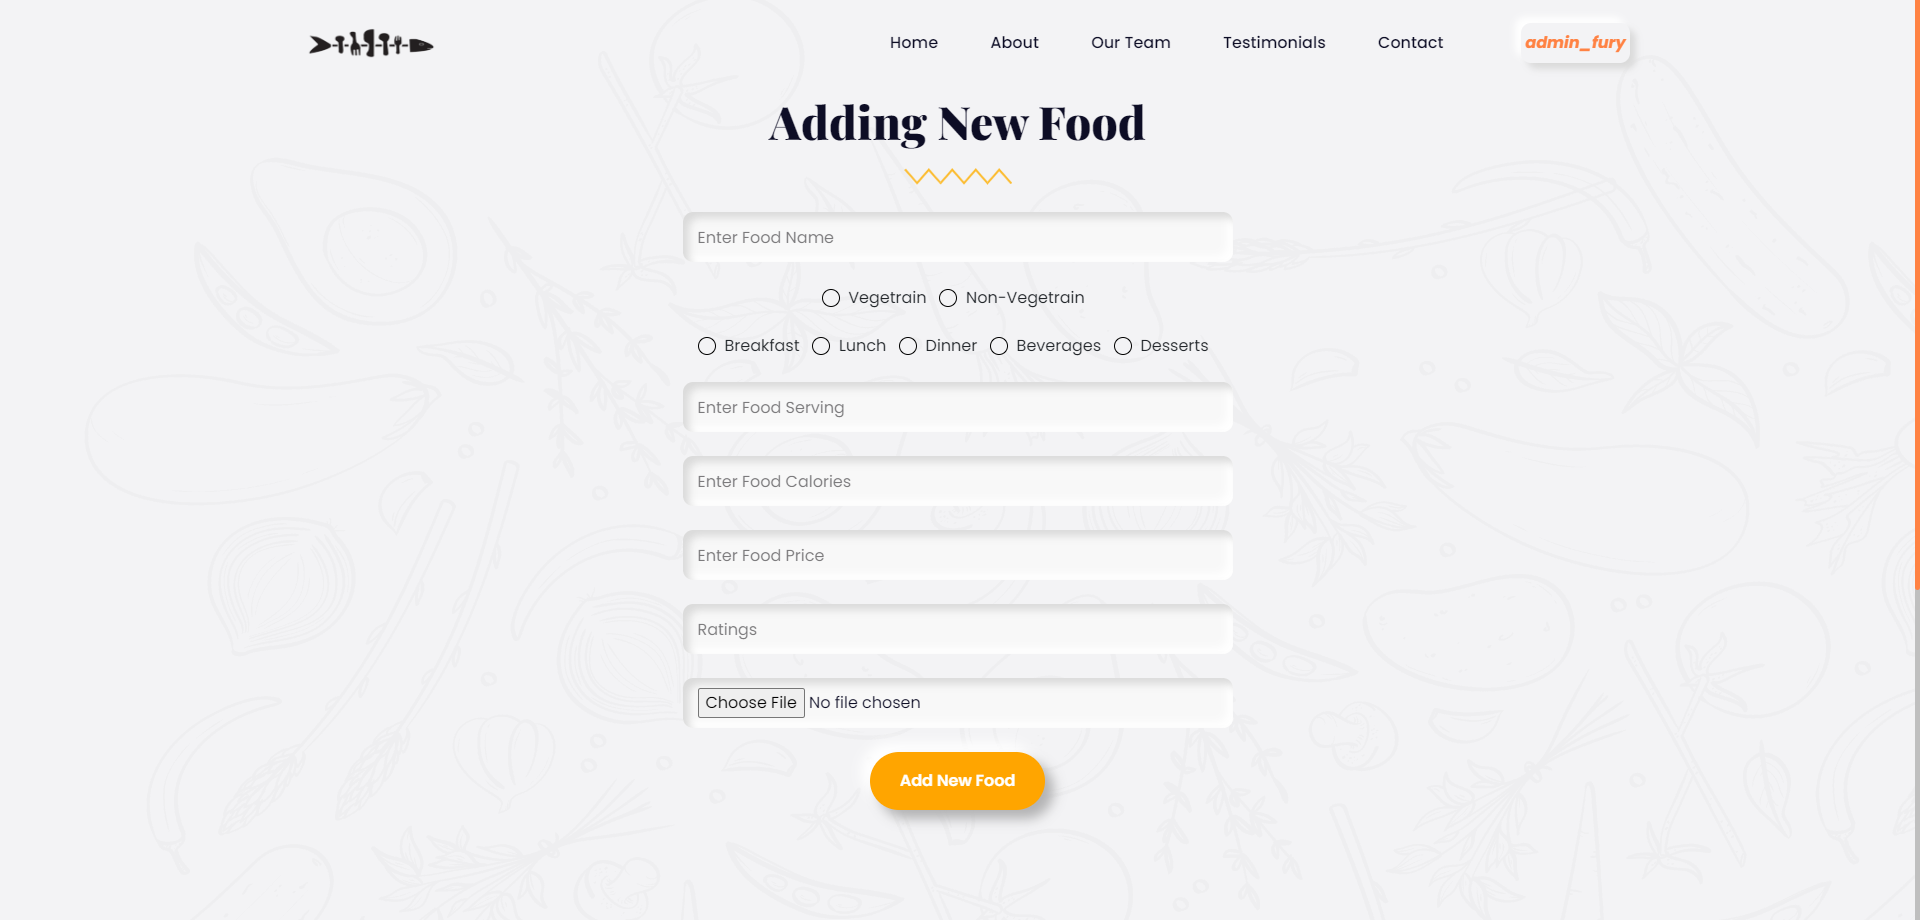 Home About Our Team Testimonials Contact admin_fury
Adding New Food
Enter Food Name
Vegetrain Non-Vegetrain
Breakfast Lunch Dinner Beverages Desserts
Enter Food Serving
Enter Food Calories
Enter Food Price
Ratings
Choose File No file chosen
Add New Food